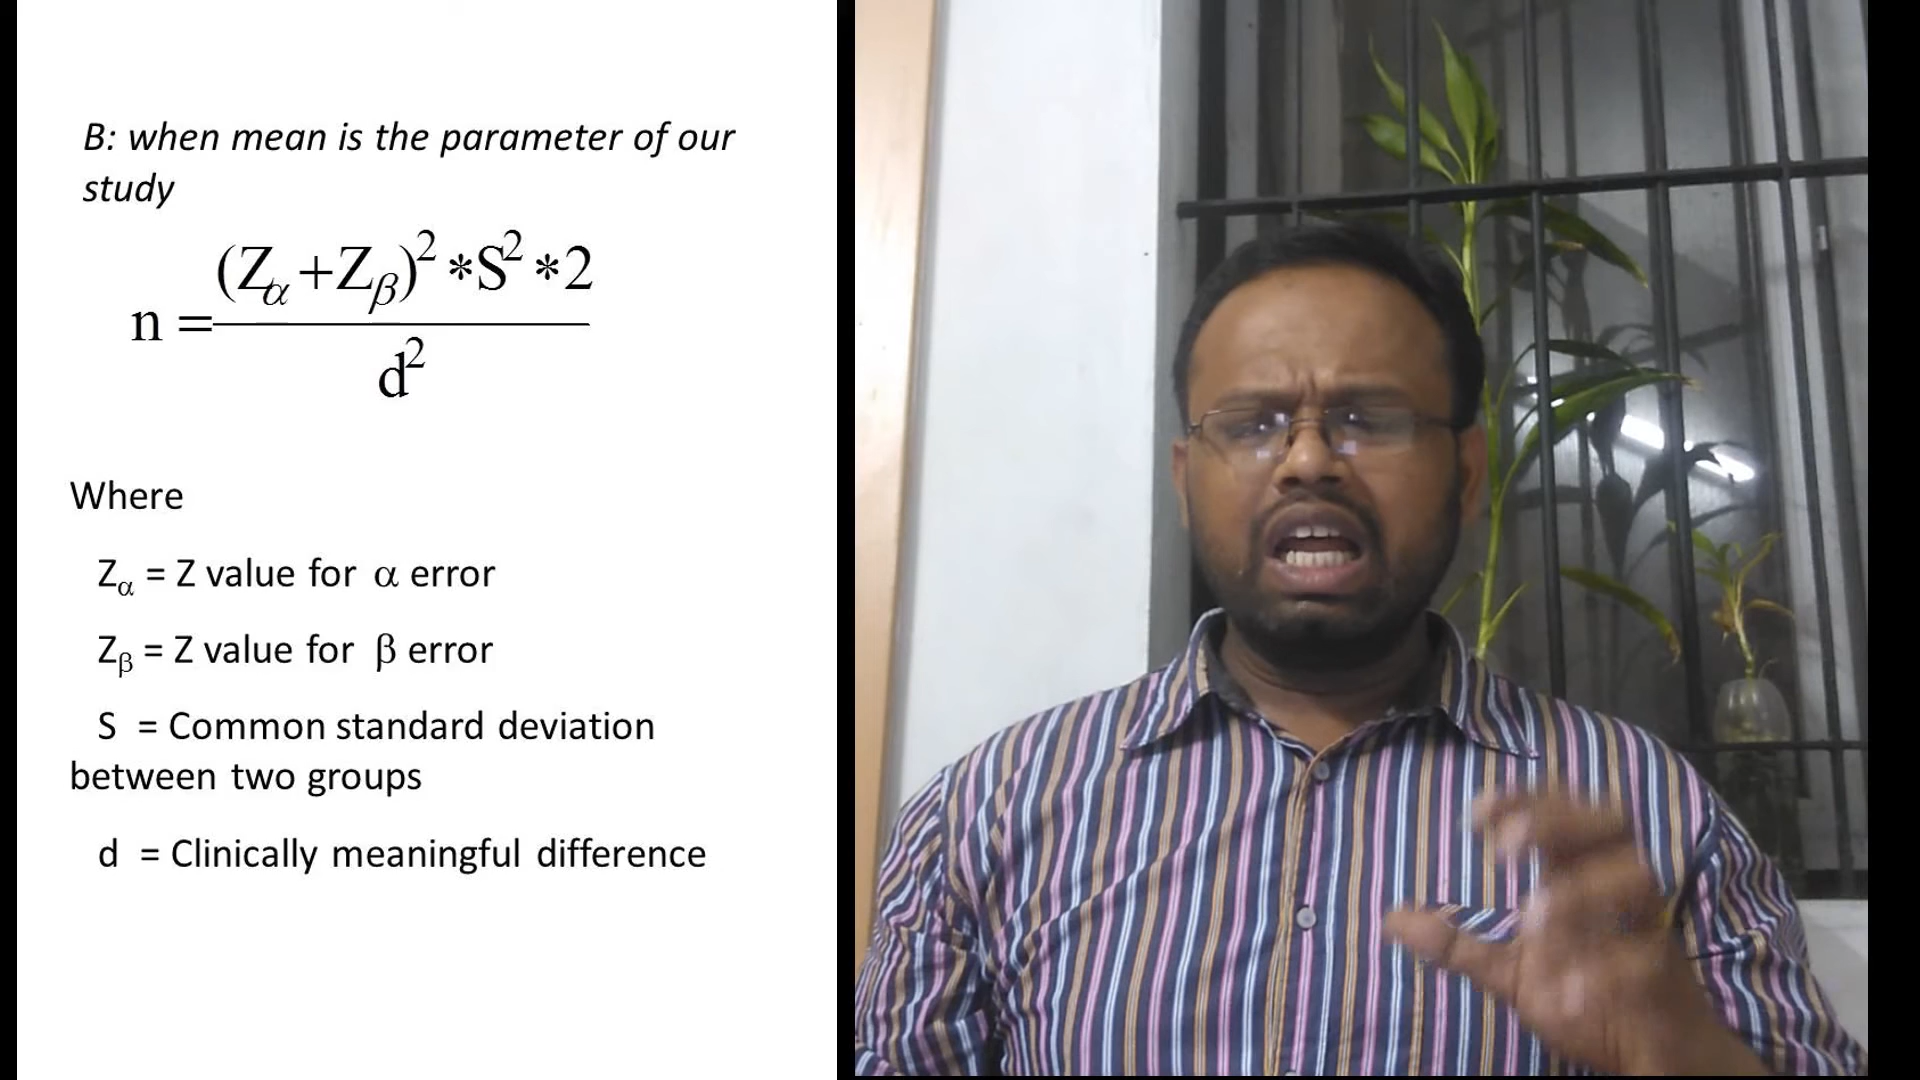 B: when mean is the parameter of our
study
n = (Zα+Zβ)²*S²*2
d²
Where
Zα = Z value for α error
Zβ = Z value for β error
S = Common standard deviation
between two groups
d = Clinically meaningful difference